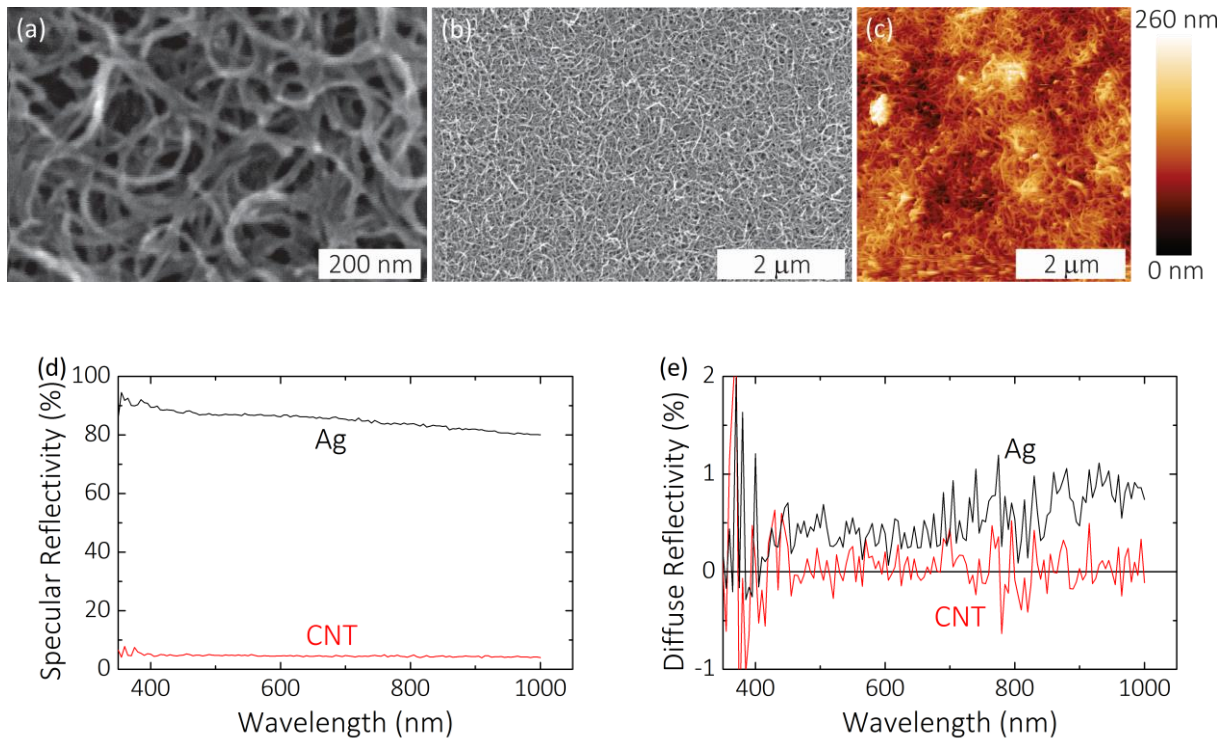 (a)
200 nm
(b)
2 μm
(c)
2 μm
260 nm
0 nm
(d)
100
80
60
40
20
0
Specular Reflectivity (%)
Ag
CNT
400
600
800
1000
Wavelength (nm)
(e)
2
1
0
-1
Diffuse Reflectivity (%)
Ag
CNT
400
600
800
1000
Wavelength (nm)